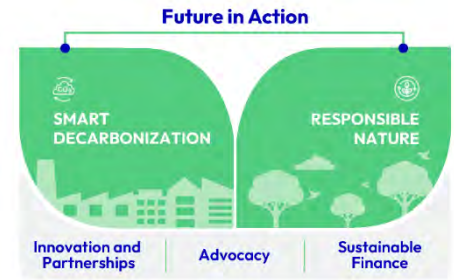 Future in Action
SMART
DECARBONIZATION
RESPONSIBLE
NATURE
Innovation and
Partnerships
Advocacy
Sustainable
Finance